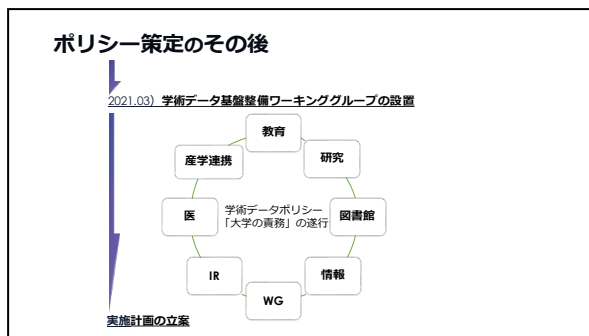 ポリシー策定のその後
2021.03）学術データ基盤整備ワーキンググループの設置
教育
産学連携
研究
医
学術データポリシー
「大学の責務」の遂行
図書館
IR
情報
WG
実施計画の立案